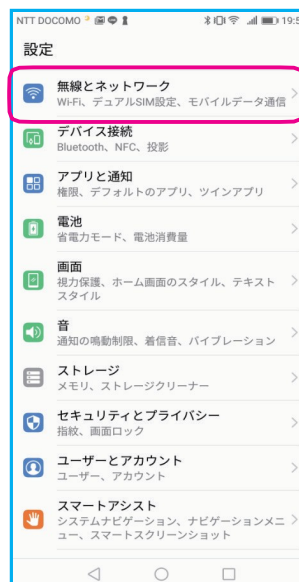 NTT DOCOMO 19:5
設定
無線とネットワーク
Wi-Fi、デュアルSIM設定、モバイルデータ通信
デバイス接続
Bluetooth、NFC、投影
アプリと通知
権限、デフォルトのアプリ、ツインアプリ
電池
省電力モード、電池消費量
画面
視力保護、ホーム画面のスタイル、テキスト
スタイル
音
通知の鳴動制限、着信音、バイブレーション
ストレージ
メモリ、ストレージクリーナー
セキュリティとプライバシー
指紋、画面ロック
ユーザーとアカウント
ユーザー、アカウント
スマートアシスト
システムナビゲーション、ナビゲーションメニ
ュー、スマートスクリーンショット